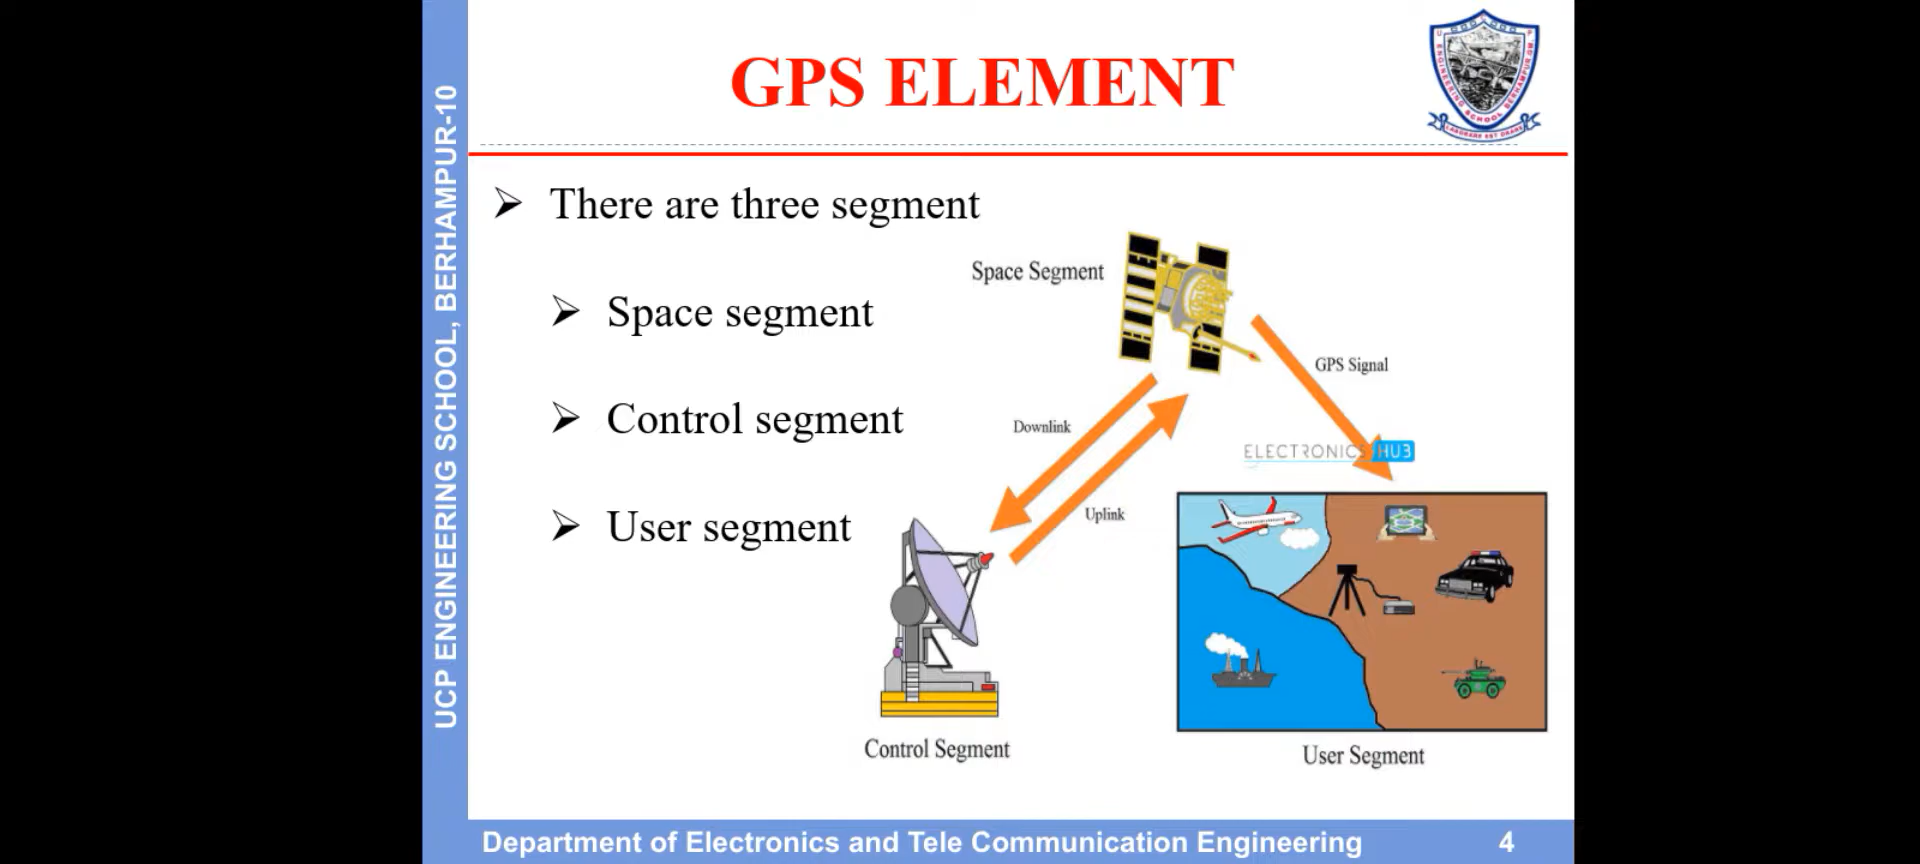 GPS ELEMENT
UCP ENGINEERING SCHOOL, BERHAMPUR-10
➢ There are three segment
➢ Space segment
➢ Control segment
➢ User segment
Space Segment
GPS Signal
Downlink
ELECTRONICS HUB
Uplink
Control Segment
User Segment
Department of Electronics and Tele Communication Engineering 4